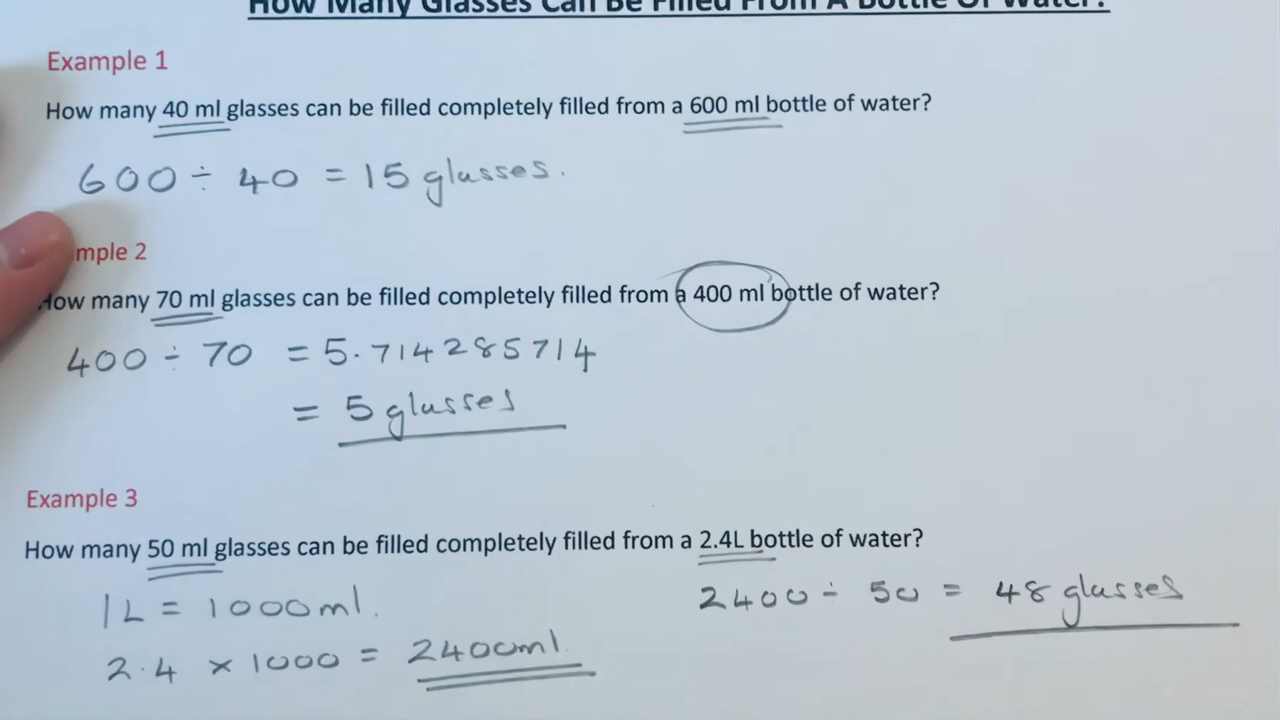 How Many Glasses Can Be Filled From A Bottle Of Water?
Example 1
How many 40 ml glasses can be filled completely filled from a 600 ml bottle of water?
600 ÷ 40 = 15 glasses.
mple 2
How many 70 ml glasses can be filled completely filled from a 400 ml bottle of water?
400 ÷ 70 = 5.714285714
= 5 glasses
Example 3
How many 50 ml glasses can be filled completely filled from a 2.4L bottle of water?
1L = 1000ml.
2.4 × 1000 = 2400ml.
2400 ÷ 50 = 48 glasses